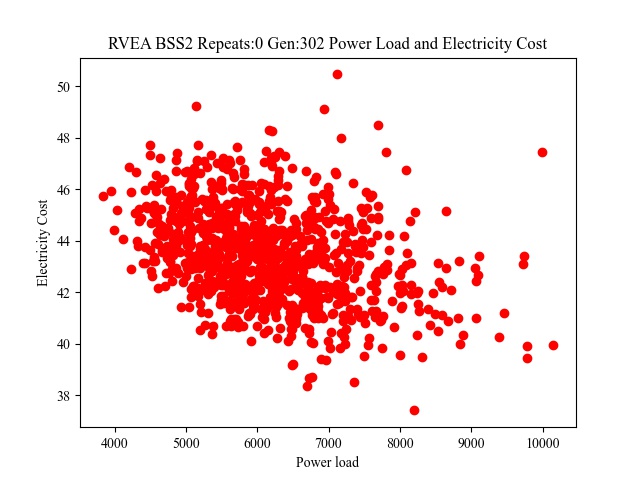 RVEA BSS2 Repeats:0 Gen:302 Power Load and Electricity Cost
50
48
46
44
42
40
38
Electricity Cost
4000 5000 6000 7000 8000 9000 10000
Power load